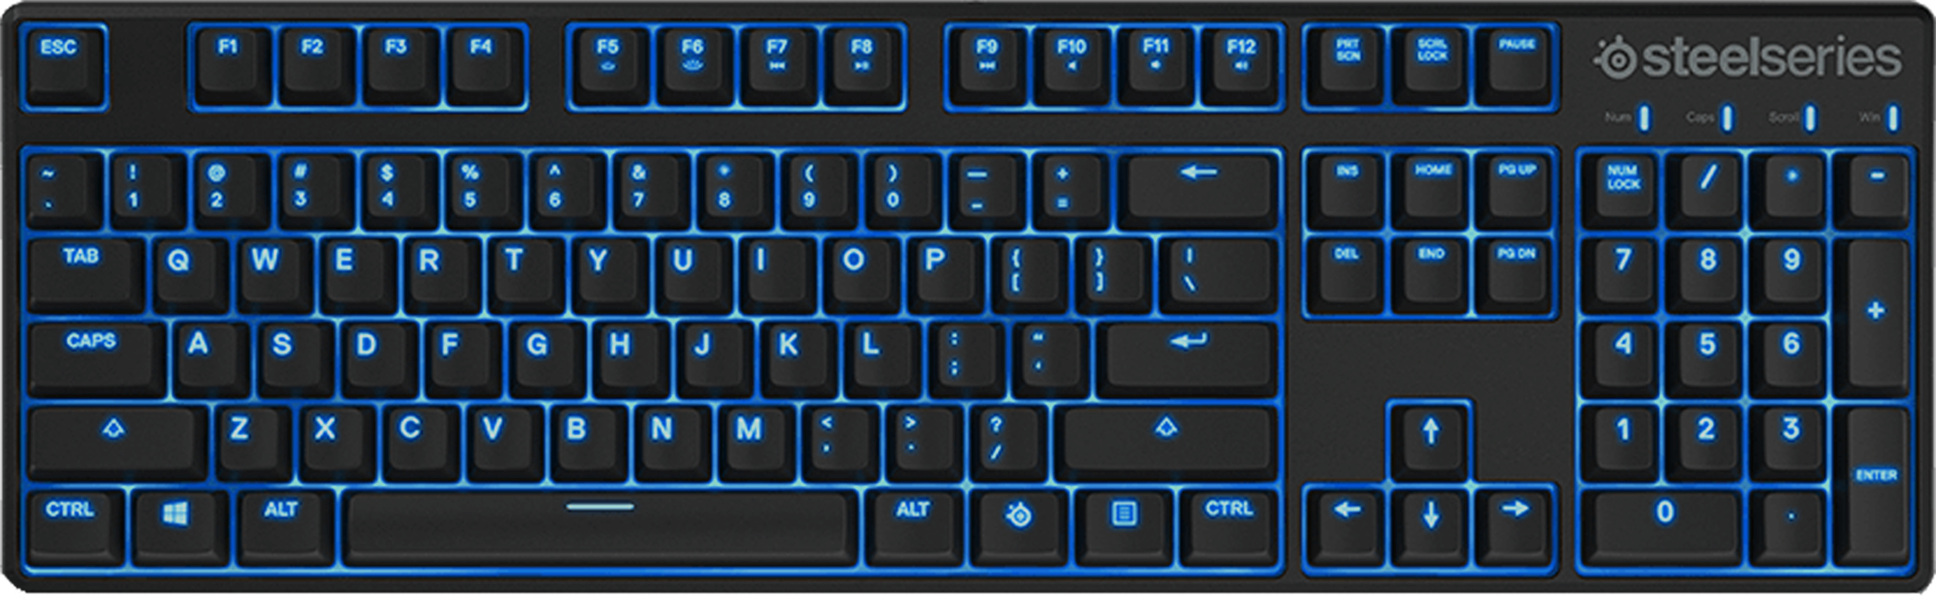 ESC F1 F2 F3 F4 F5 F6 F7 F8 F9 F10 F11 F12 PRT SCN SCRL LOCK PAUSE steelseries
Num Caps Scroll Win
~ ` ! 1 @ 2 # 3 $ 4 % 5 ^ 6 & 7 * 8 ( 9 ) 0 — - + = ← INS HOME PG UP NUM LOCK / * -
TAB Q W E R T Y U I O P { [ } ] | \ DEL END PG DN 7 8 9 +
CAPS A S D F G H J K L : ; " ' ↵ 4 5 6
Z X C V B N M < , > . ? / ↑ 1 2 3 ENTER
CTRL ALT ALT CTRL ← ↓ → 0 .